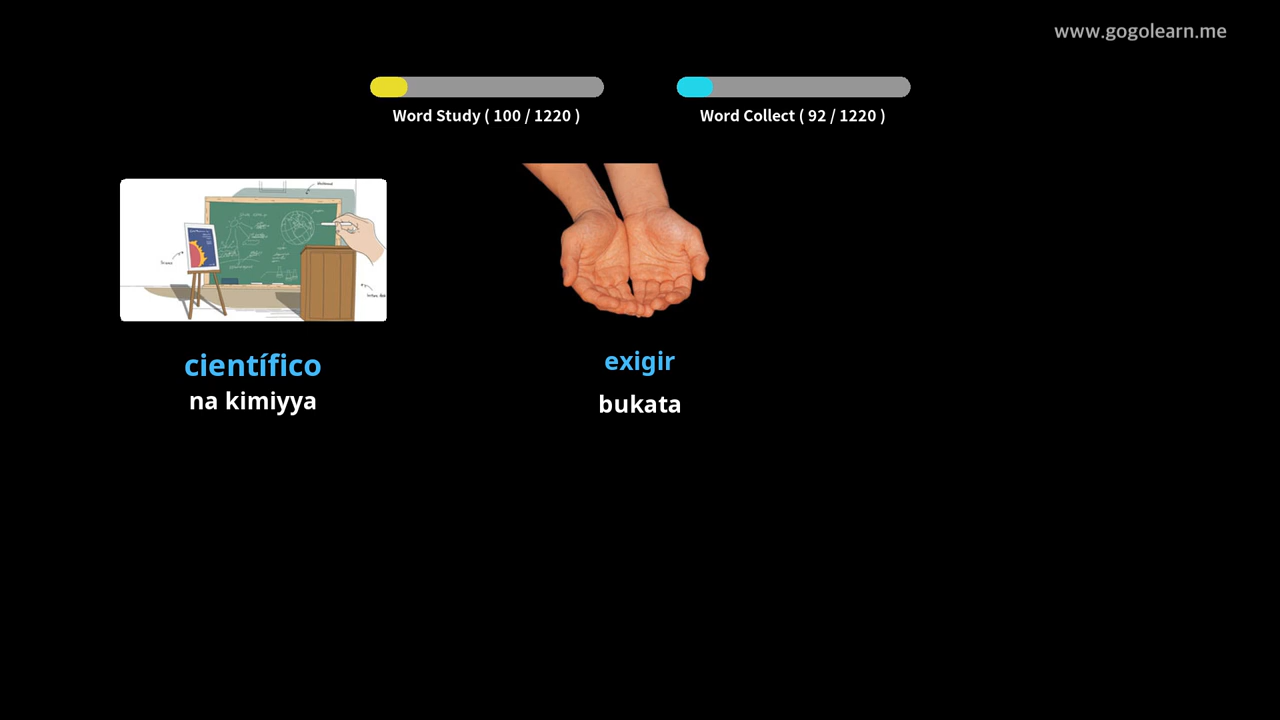 www.gogolearn.me
Word Study ( 100 / 1220 )
Word Collect ( 92 / 1220 )
científico
na kimiyya
exigir
bukata